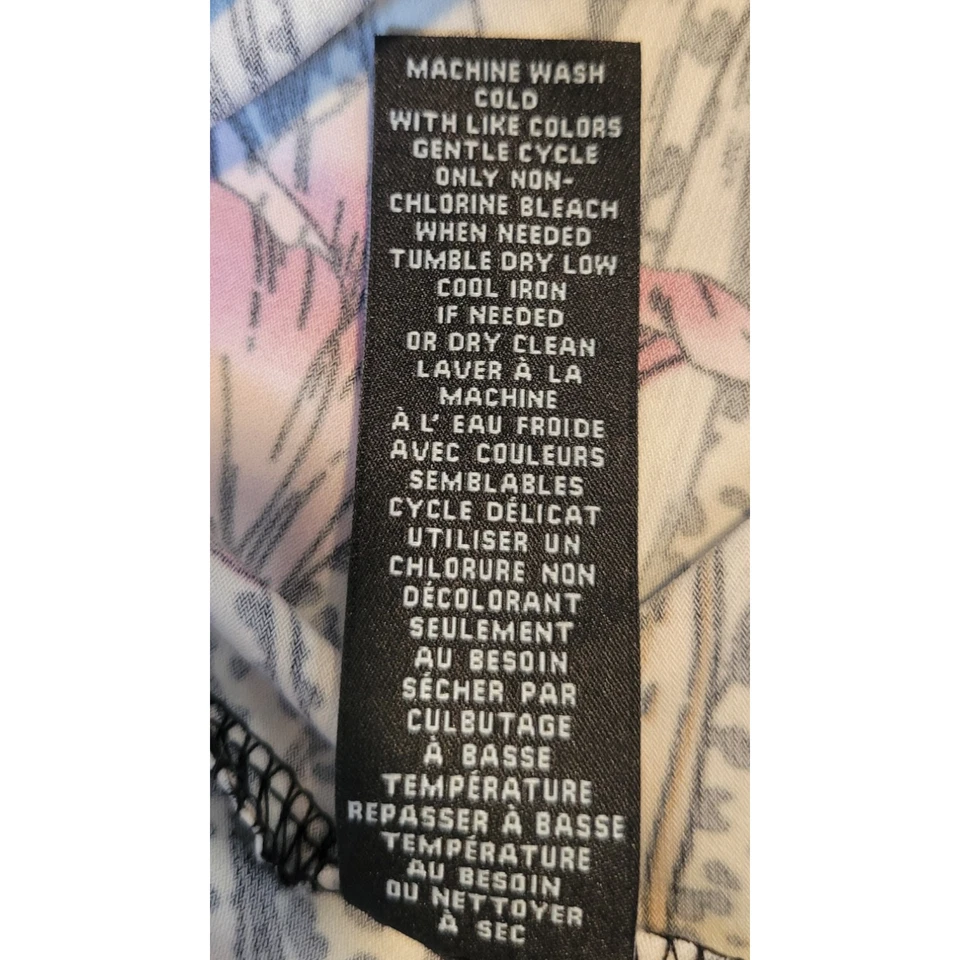 MACHINE WASH
COLD
WITH LIKE COLORS
GENTLE CYCLE
ONLY NON-
CHLORINE BLEACH
WHEN NEEDED
TUMBLE DRY LOW
COOL IRON
IF NEEDED
OR DRY CLEAN
LAVER À LA
MACHINE
À L' EAU FROIDE
AVEC COULEURS
SEMBLABLES
CYCLE DÉLICAT
UTILISER UN
CHLORURE NON
DÉCOLORANT
SEULEMENT
AU BESOIN
SÉCHER PAR
CULBUTAGE
À BASSE
TEMPÉRATURE
REPASSER À BASSE
TEMPÉRATURE
AU BESOIN
OU NETTOYER
À SEC